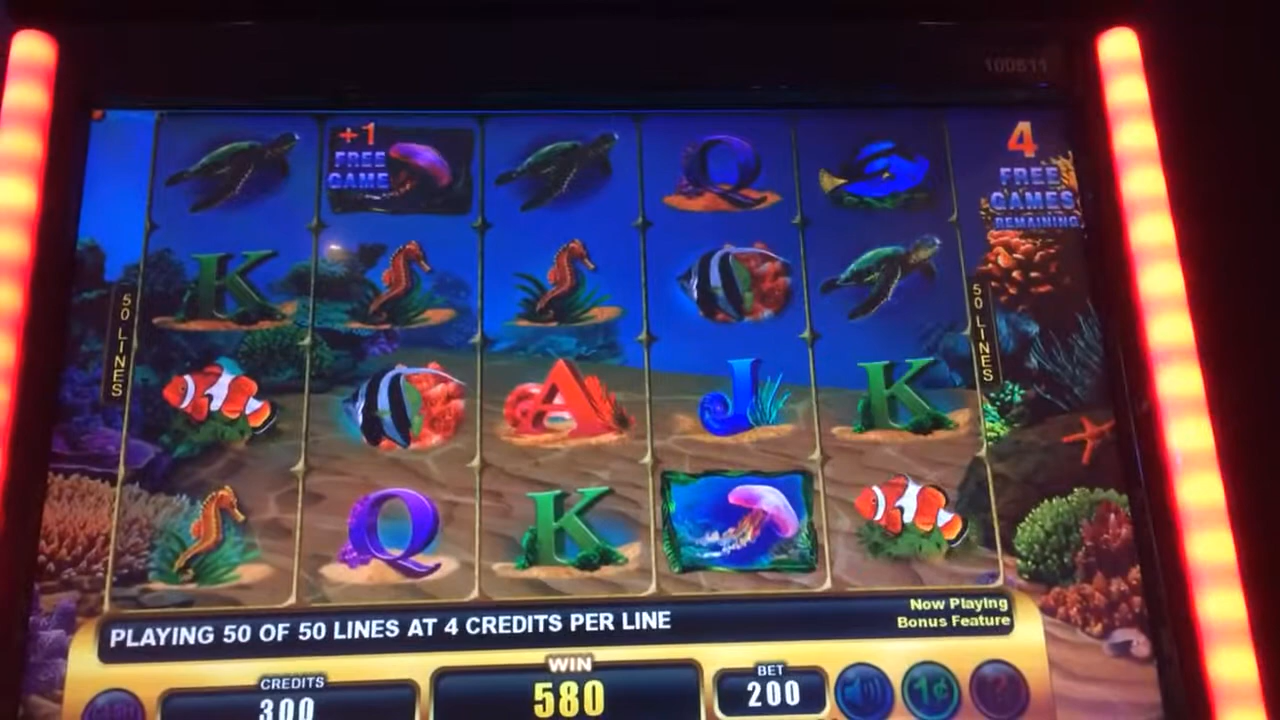 100611
+1
FREE
GAME
Q
4
FREE
GAMES
REMAINING
K
50 LINES
50 LINES
A
J
K
Q
K
PLAYING 50 OF 50 LINES AT 4 CREDITS PER LINE
Now Playing
Bonus Feature
CREDITS
300
WIN
580
BET
200
1¢
?